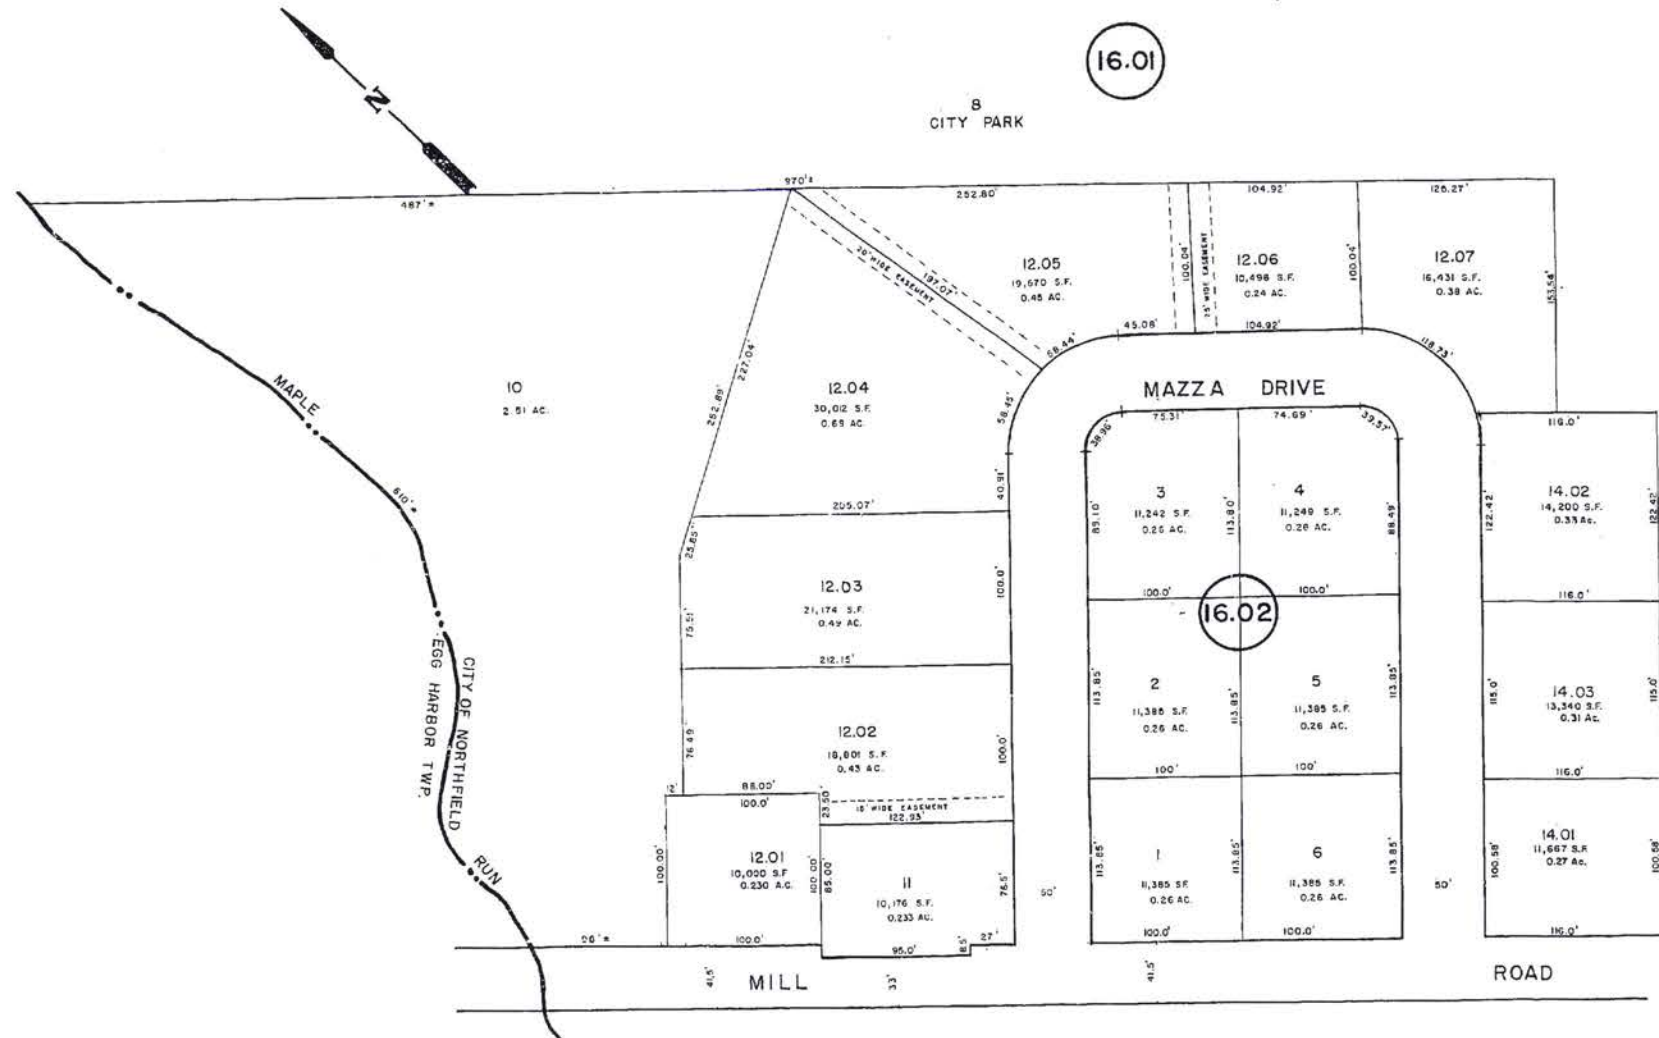 16.01
8
CITY PARK
N
970'±
487'±
252.80'
104.92'
126.27'
20' WIDE EASEMENT
197.07'
12.05
19,670 S.F.
0.45 AC.
100.04'
25' WIDE EASEMENT
12.06
10,496 S.F.
0.24 AC.
100.04'
12.07
16,431 S.F.
0.38 AC.
153.54'
45.08'
104.92'
68.44'
118.73'
58.45'
MAZZA DRIVE
MAPLE
10
2.51 AC.
252.89'
227.04'
12.04
30,012 S.F.
0.69 AC.
75.31'
74.69'
38.96'
39.57'
116.0'
610'±
205.07'
40.91'
3
11,242 S.F.
0.26 AC.
89.10'
113.80'
4
11,249 S.F.
0.26 AC.
88.49'
122.42'
14.02
14,200 S.F.
0.33 Ac.
122.42'
25.85'
12.03
21,174 S.F.
0.49 AC.
100.0'
75.51'
100.0'
100.0'
116.0'
16.02
212.15'
CITY OF NORTHFIELD
EGG HARBOR TWP.
2
11,385 S.F.
0.26 AC.
113.85'
113.85'
5
11,385 S.F.
0.26 AC.
113.85'
115.0'
14.03
13,340 S.F.
0.31 Ac.
115.0'
12.02
18,801 S.F.
0.43 AC.
76.49'
100.0'
100'
100'
116.0'
12'
88.00'
100.0'
23.50'
15' WIDE EASEMENT
122.93'
RUN
100.00'
12.01
10,000 S.F.
0.230 A.C.
100.00'
85.00'
11
10,176 S.F.
0.233 AC.
76.5'
50'
1
11,385 S.F.
0.26 AC.
113.85'
113.85'
6
11,385 S.F.
0.26 AC.
113.85'
50'
100.58'
14.01
11,667 S.F.
0.27 Ac.
100.58'
100.0'
95.0'
8.5'
27'
100.0'
100.0'
116.0'
41.5'
MILL
33'
41.5'
ROAD